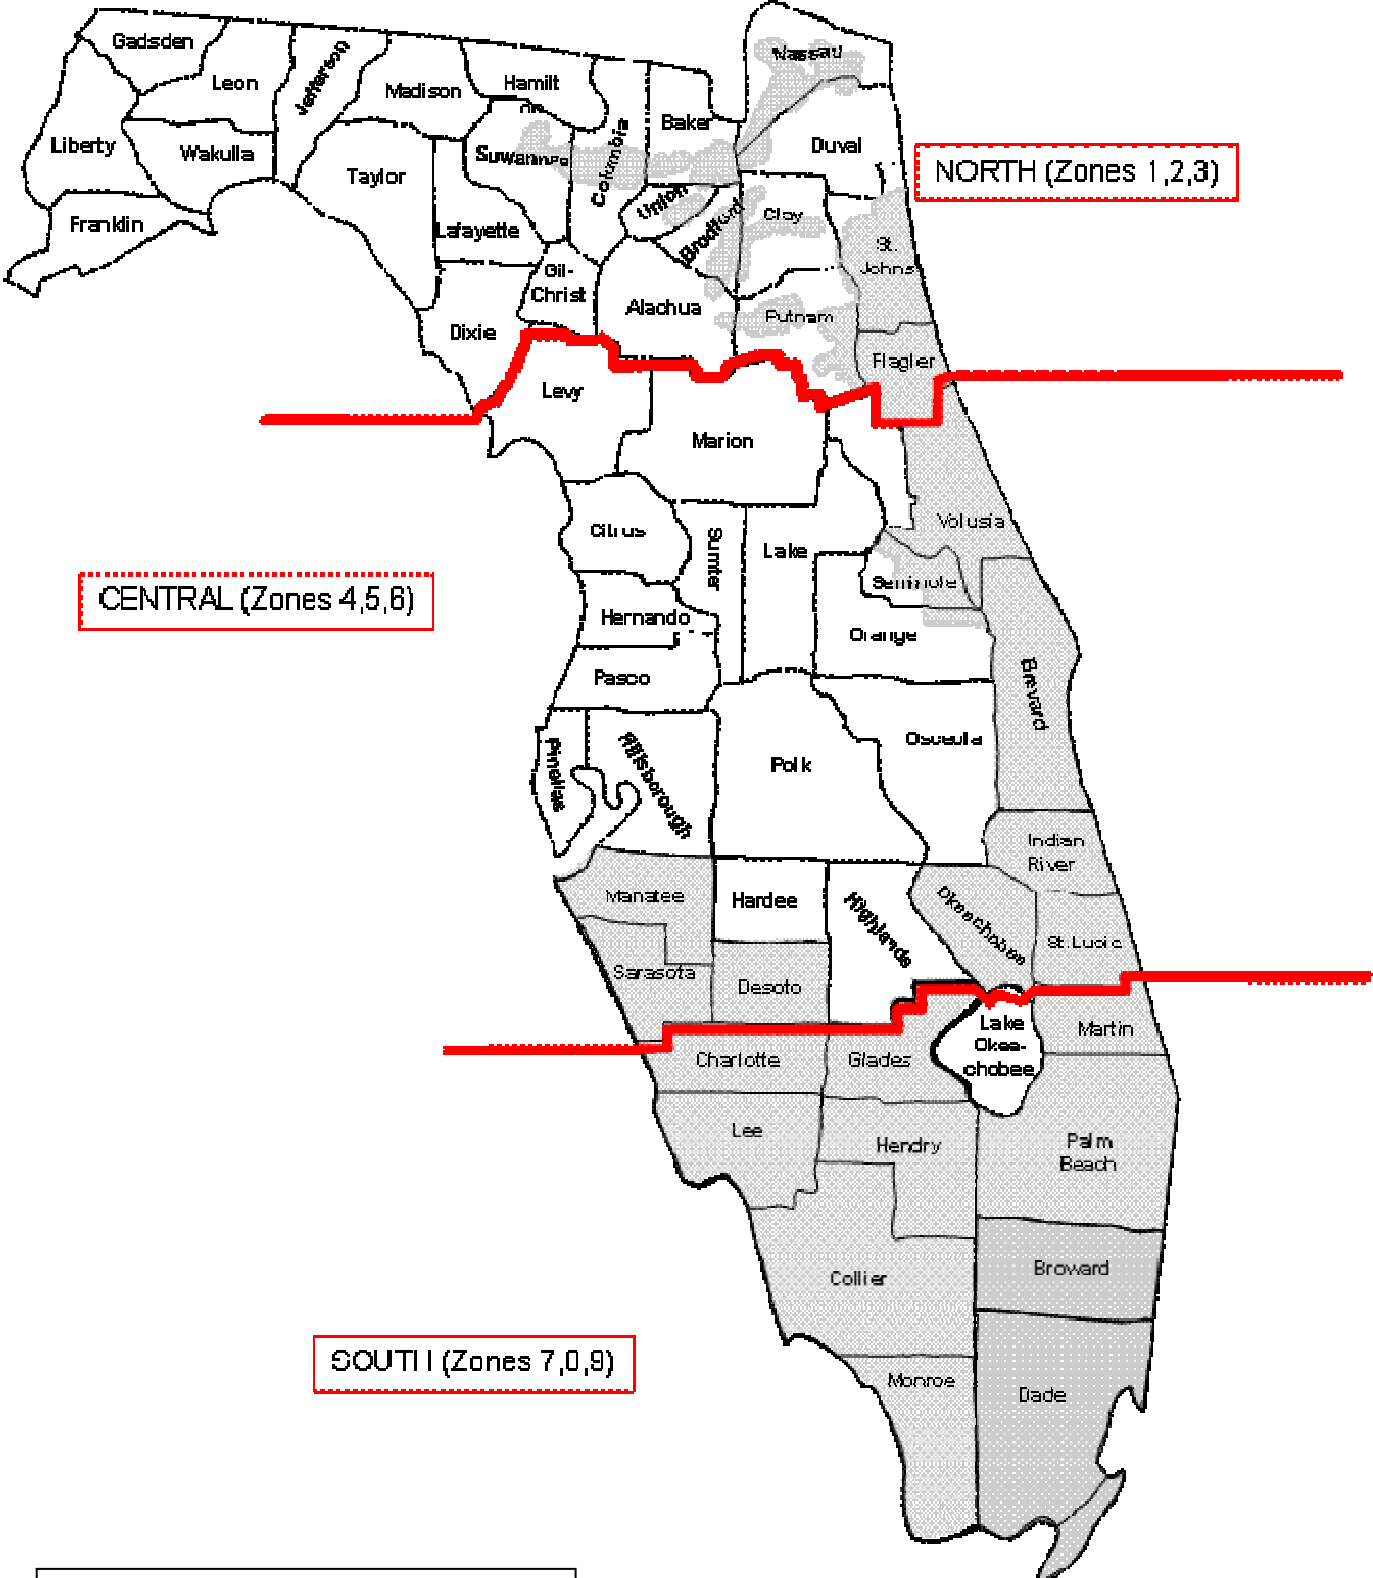 Nassau
Gadsden
Leon
Jefferson
Madison
Hamilt
on
Columbia
Baker
Duval
Liberty
Wakulla
Taylor
Suwannee
NORTH (Zones 1,2,3)
Franklin
Lafayette
Union
Bradford
Clay
St.
Johns
Gil-
Christ
Alachua
Putnam
Dixie
Flagler
Levy
Marion
Citrus
Sumter
Lake
Volusia
Seminole
CENTRAL (Zones 4,5,6)
Hernando
Orange
Pasco
Brevard
Pinellas
Hillsborough
Polk
Osceola
Indian
River
Manatee
Hardee
Highlands
Okeechobee
St. Lucie
Sarasota
Desoto
Lake
Okee-
chobee
Martin
Charlotte
Glades
Lee
Hendry
Palm
Beach
Collier
Broward
SOUTH (Zones 7,0,9)
Monroe
Dade